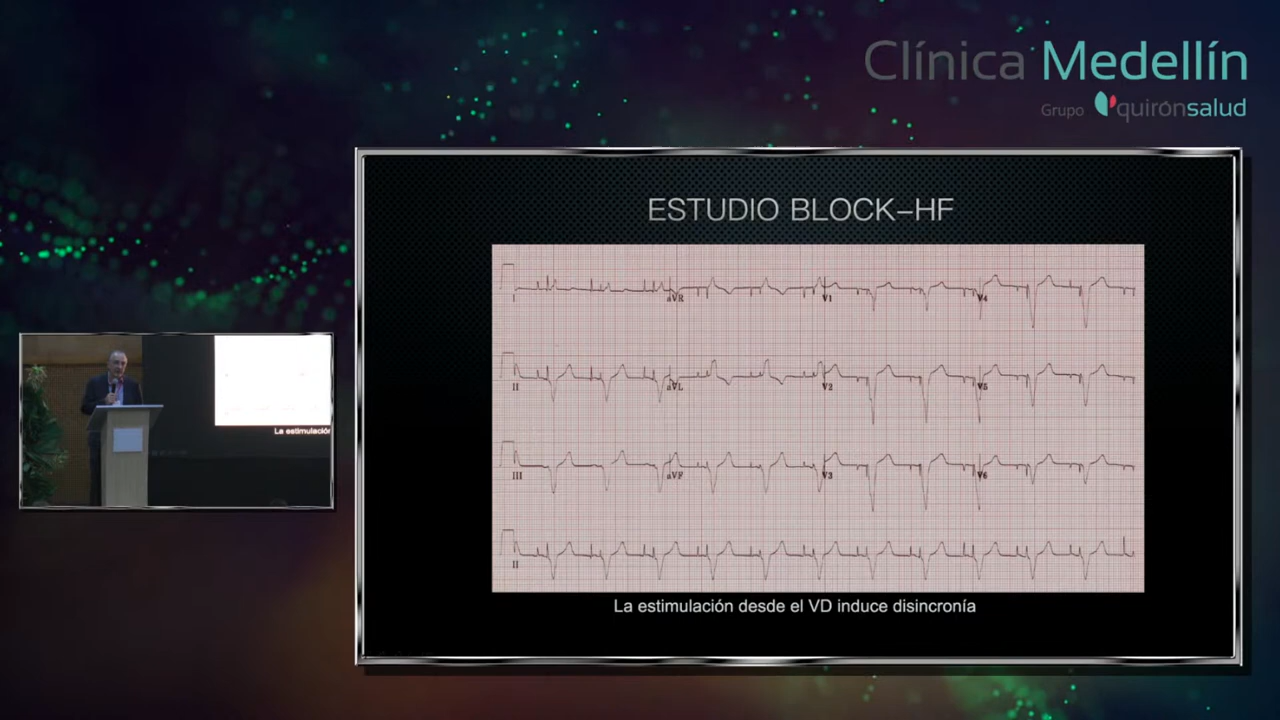 Clínica Medellín
Grupo quirónsalud
ESTUDIO BLOCK-HF
I aVR V1 V4
II aVL V2 V5
III aVF V3 V6
II
La estimulación desde el VD induce disincronía
La estimulación